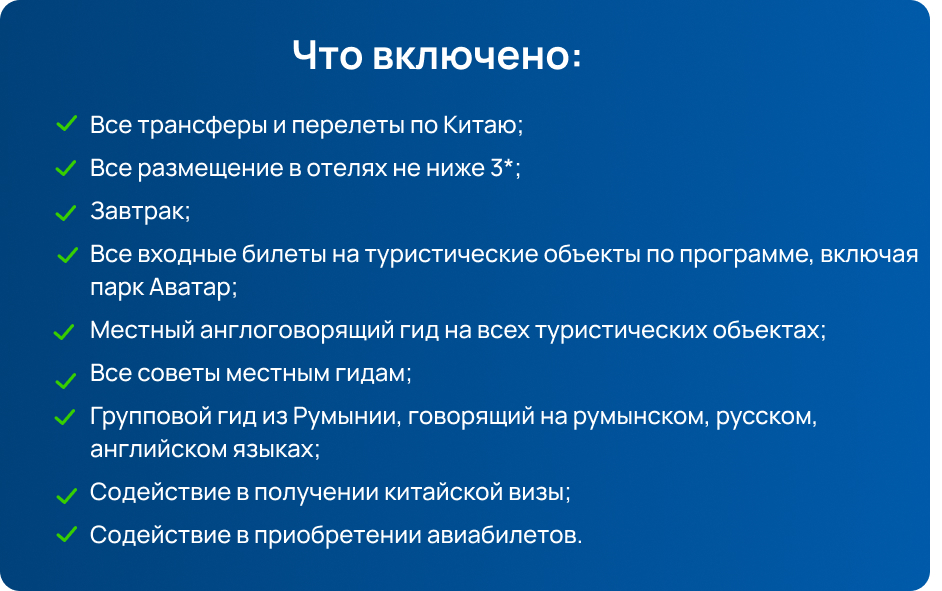 Что включено:
Все трансферы и перелеты по Китаю;
Все размещение в отелях не ниже 3*;
Завтрак;
Все входные билеты на туристические объекты по программе, включая
парк Аватар;
Местный англоговорящий гид на всех туристических объектах;
Все советы местным гидам;
Групповой гид из Румынии, говорящий на румынском, русском,
английском языках;
Содействие в получении китайской визы;
Содействие в приобретении авиабилетов.